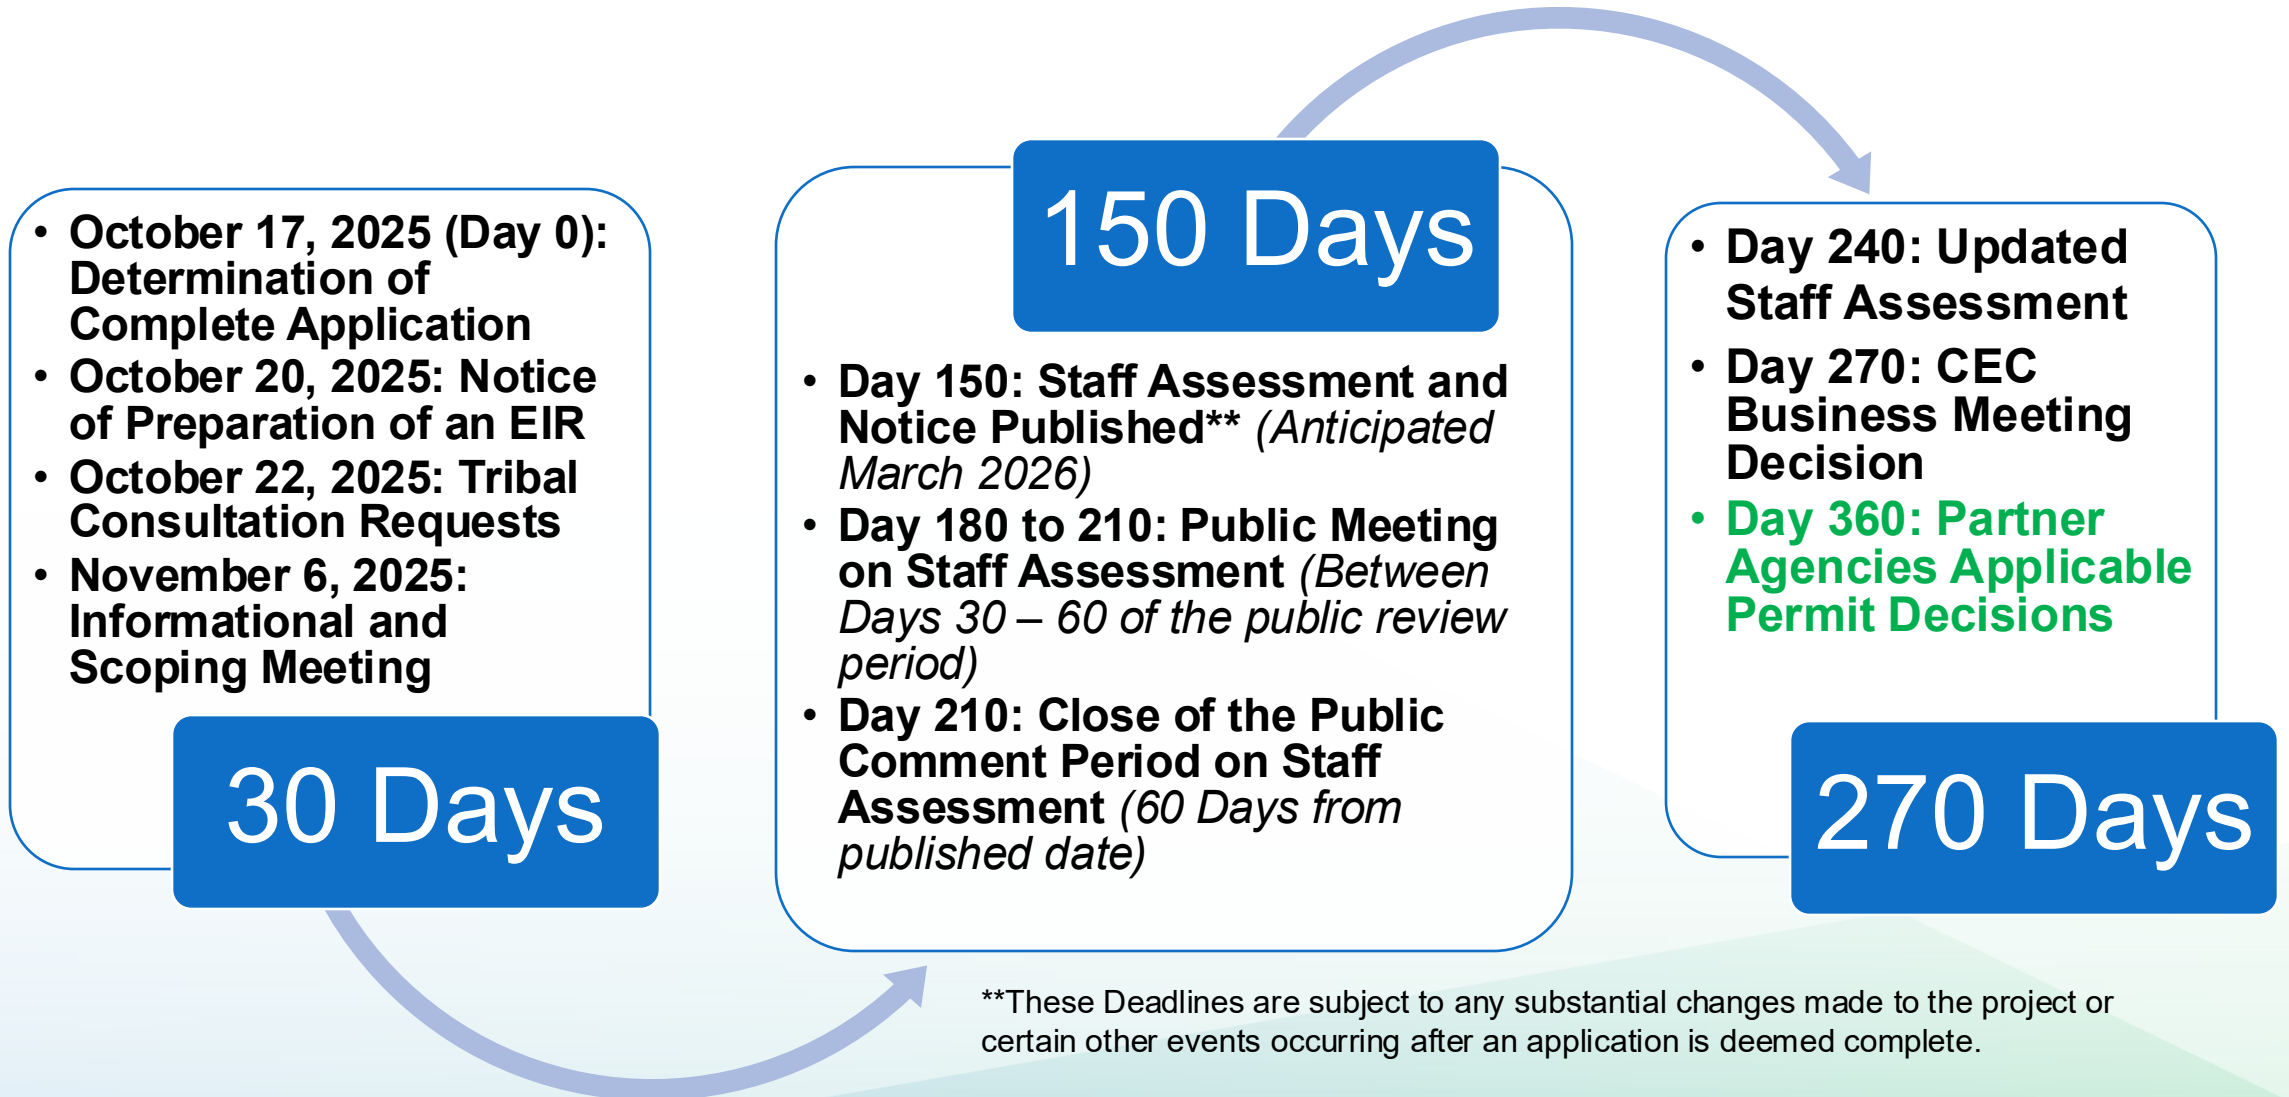 • October 17, 2025 (Day 0):
Determination of
Complete Application
• October 20, 2025: Notice
of Preparation of an EIR
• October 22, 2025: Tribal
Consultation Requests
• November 6, 2025:
Informational and
Scoping Meeting
30 Days
150 Days
• Day 150: Staff Assessment and
Notice Published** (Anticipated
March 2026)
• Day 180 to 210: Public Meeting
on Staff Assessment (Between
Days 30 – 60 of the public review
period)
• Day 210: Close of the Public
Comment Period on Staff
Assessment (60 Days from
published date)
• Day 240: Updated
Staff Assessment
• Day 270: CEC
Business Meeting
Decision
• Day 360: Partner
Agencies Applicable
Permit Decisions
270 Days
**These Deadlines are subject to any substantial changes made to the project or
certain other events occurring after an application is deemed complete.